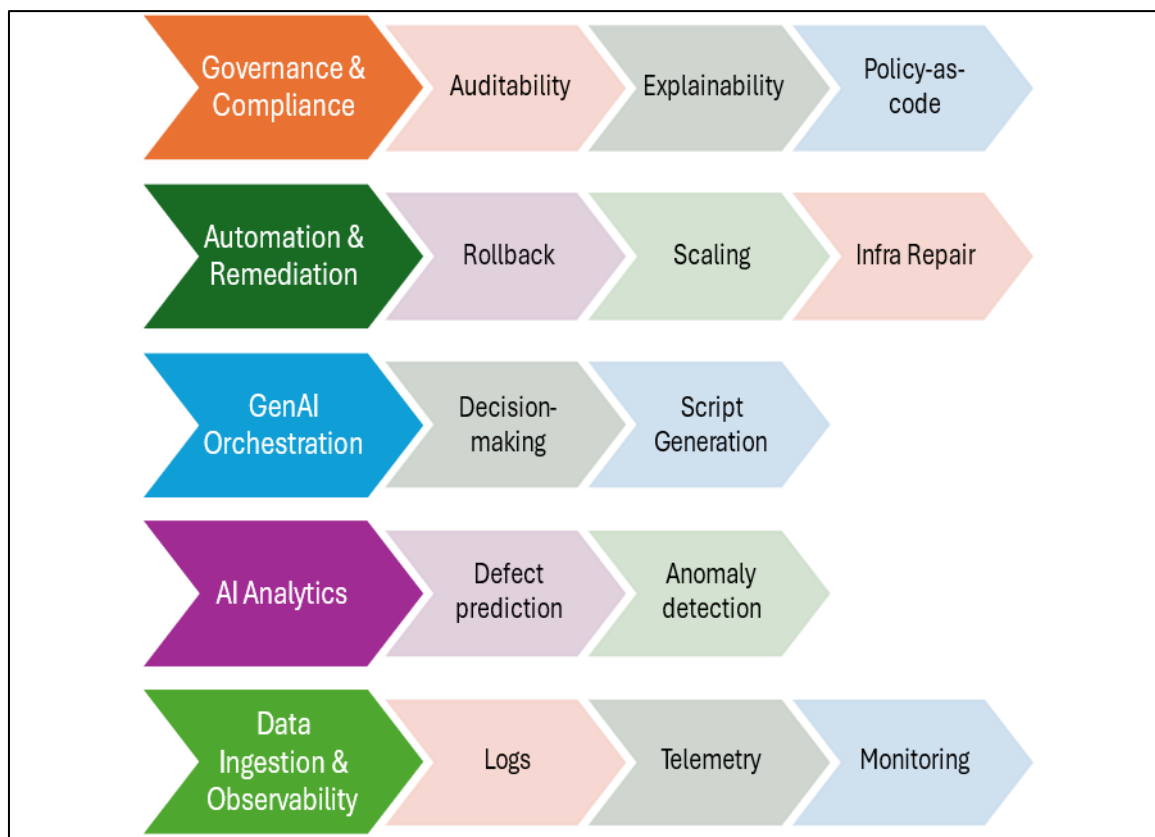 Governance &
Compliance
Auditability
Explainability
Policy-as-
code
Automation &
Remediation
Rollback
Scaling
Infra Repair
GenAI
Orchestration
Decision-
making
Script
Generation
AI Analytics
Defect
prediction
Anomaly
detection
Data
Ingestion &
Observability
Logs
Telemetry
Monitoring